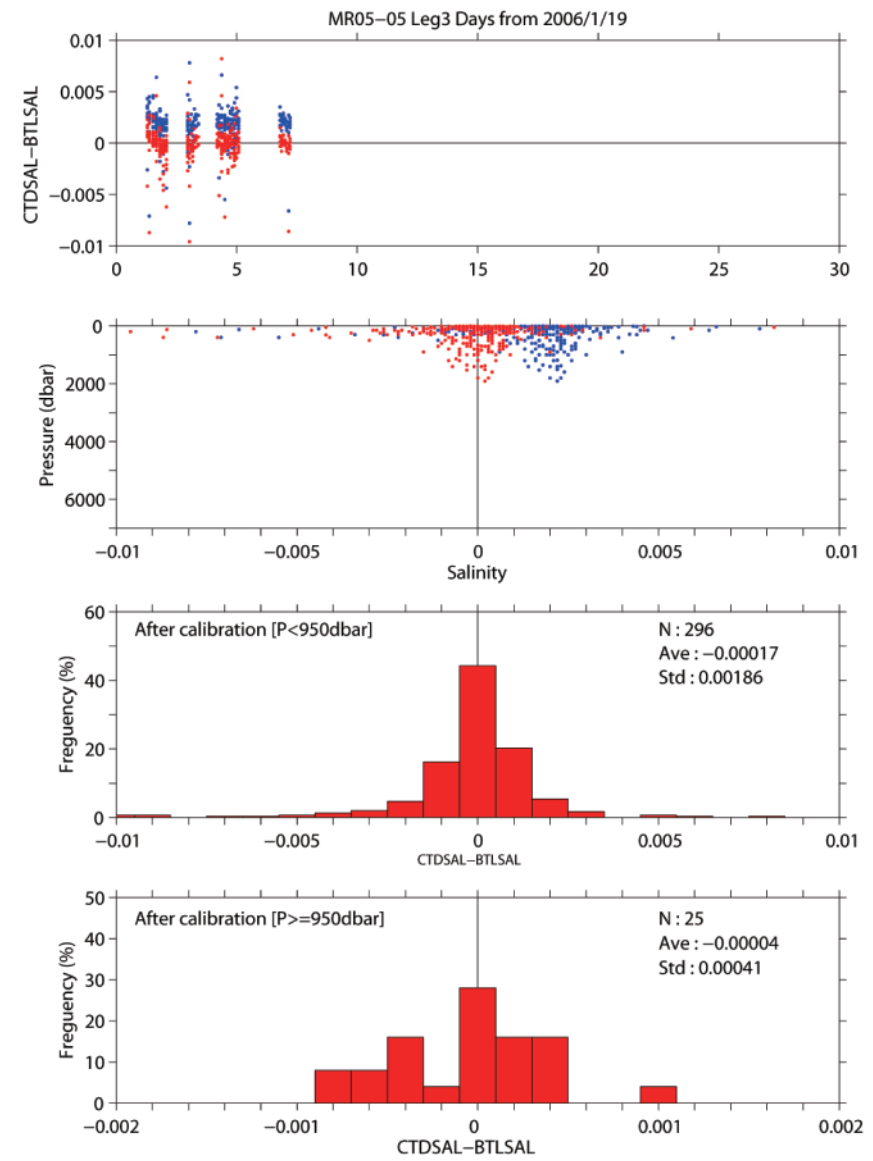 MR05−05 Leg3 Days from 2006/1/19
0.01
0.005
0
−0.005
−0.01
CTDSAL−BTLSAL
0 5 10 15 20 25 30
0
2000
4000
6000
Pressure (dbar)
−0.01 −0.005 0 0.005 0.01
Salinity
60
40
20
0
Freguency (%)
After calibration [P<950dbar]
N : 296
Ave : −0.00017
Std : 0.00186
−0.01 −0.005 0 0.005 0.01
CTDSAL−BTLSAL
50
40
30
20
10
0
Freguency (%)
After calibration [P>=950dbar]
N : 25
Ave : −0.00004
Std : 0.00041
−0.002 −0.001 0 0.001 0.002
CTDSAL−BTLSAL